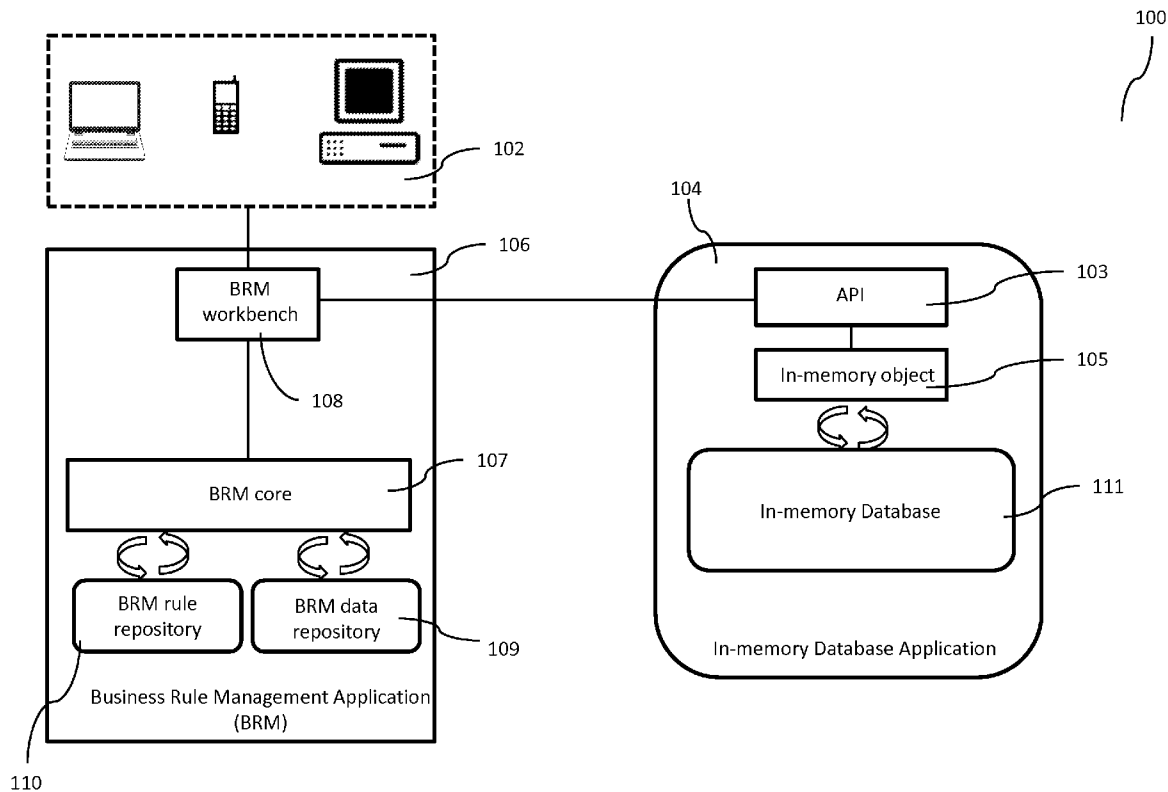 100
102
104
106
BRM
workbench
API
103
In-memory object
105
108
107
BRM core
In-memory Database
111
BRM rule
repository
BRM data
repository
109
In-memory Database Application
Business Rule Management Application
(BRM)
110